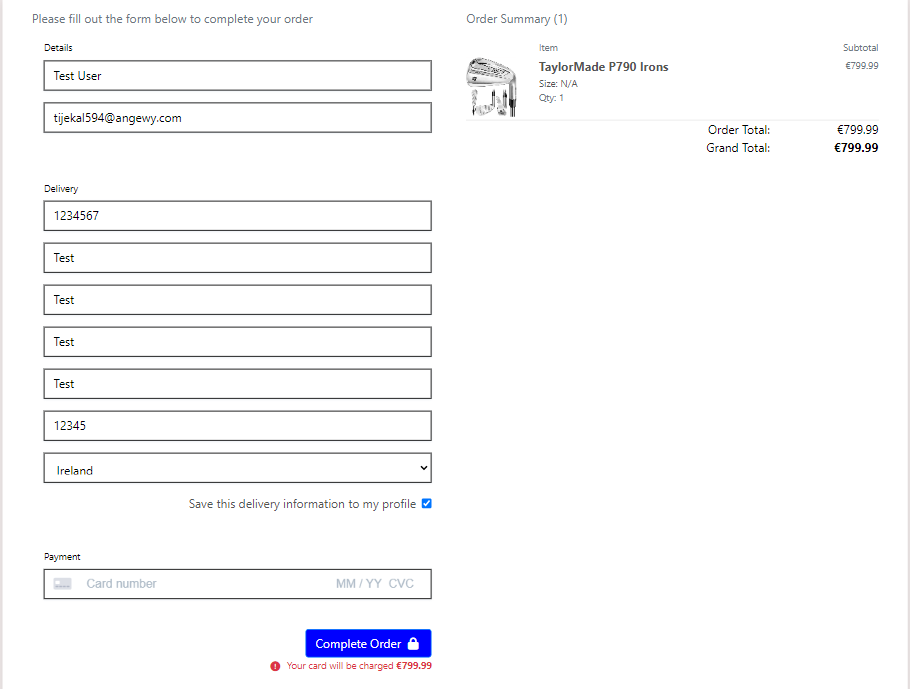 Please fill out the form below to complete your order
Details
Test User
tijekal594@angewy.com
Delivery
1234567
Test
Test
Test
Test
12345
Ireland
Save this delivery information to my profile
Payment
Card number MM / YY CVC
Complete Order
Your card will be charged €799.99
Order Summary (1)
Item Subtotal
TaylorMade P790 Irons €799.99
Size: N/A
Qty: 1
Order Total: €799.99
Grand Total: €799.99